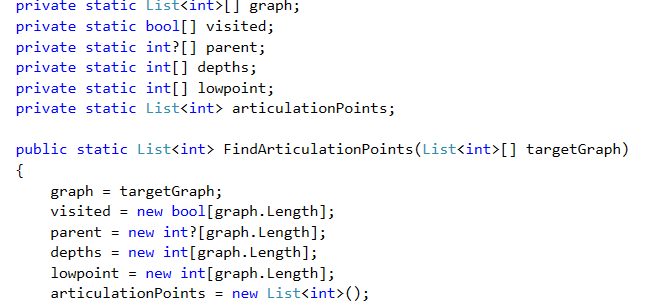 private static List<int>[] graph;
private static bool[] visited;
private static int?[] parent;
private static int[] depths;
private static int[] lowpoint;
private static List<int> articulationPoints;
public static List<int> FindArticulationPoints(List<int>[] targetGraph)
{
graph = targetGraph;
visited = new bool[graph.Length];
parent = new int?[graph.Length];
depths = new int[graph.Length];
lowpoint = new int[graph.Length];
articulationPoints = new List<int>();